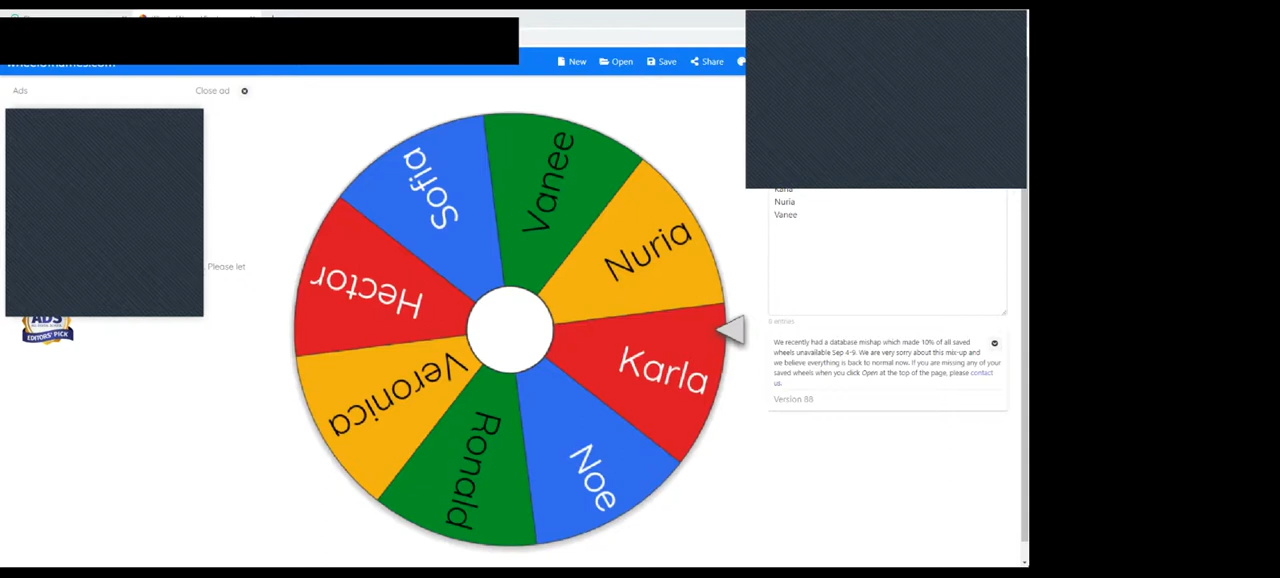 New
Open
Save
Share
Ads
Close ad
. Please let
ADS
EDITORS' PICK
Vanee
Nuria
Karla
Noe
Ronald
Veronica
Hector
Sofia
Karla
Nuria
Vanee
We recently had a database mishap which made 10% of all saved
wheels unavailable Sep 4-9. We are very sorry about this mix-up and
we believe everything is back to normal now. If you are missing any of your
saved wheels when you click Open at the top of the page, please contact
us.
Version 88